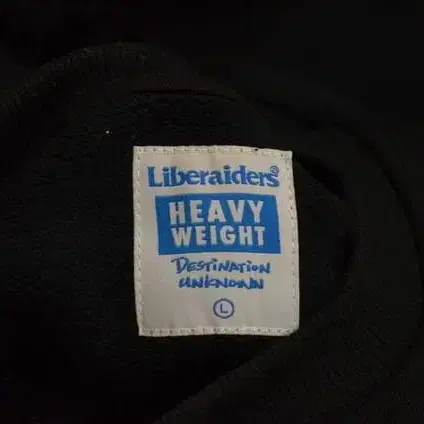 Liberaiders®
HEAVY
WEIGHT
DESTINATION
UNKNOWN
L